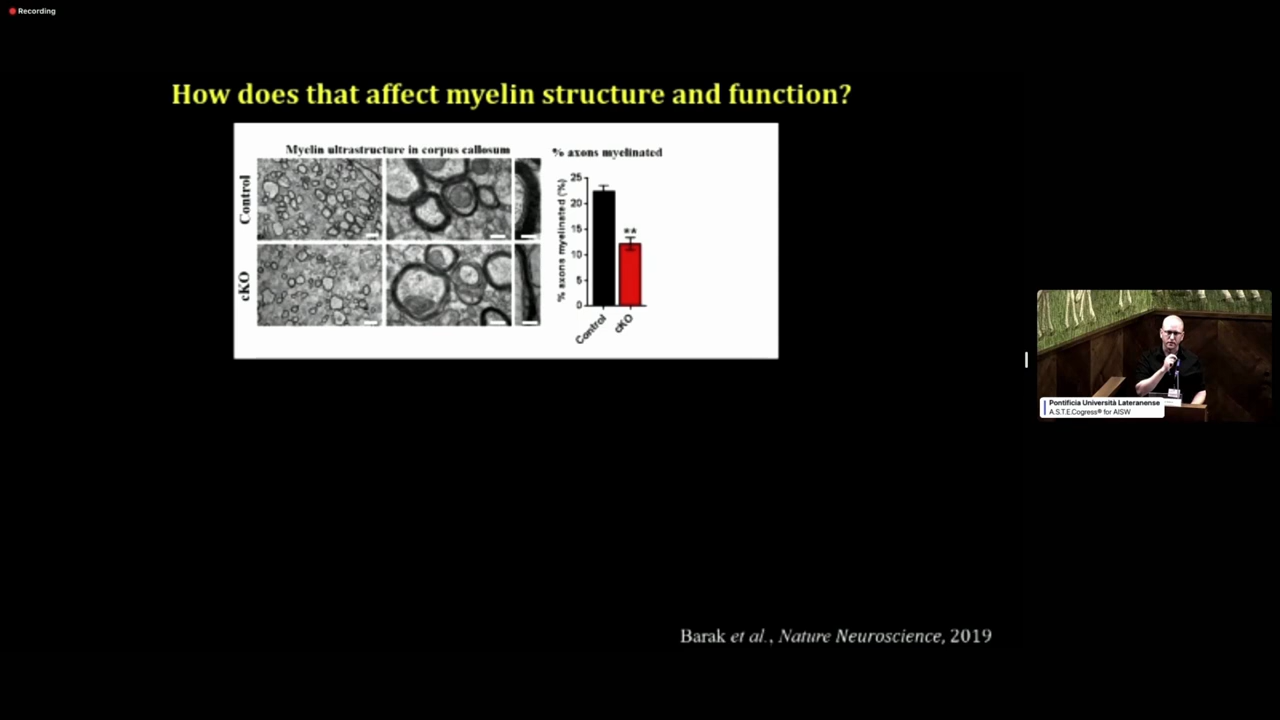 Recording
How does that affect myelin structure and function?
Myelin ultrastructure in corpus callosum
% axons myelinated
Control
cKO
% axons myelinated (%)
25
20
15
10
5
0
**
Control
cKO
Pontificia Università Lateranense
A.S.T.E.Cogress® for AISW
Barak et al., Nature Neuroscience, 2019